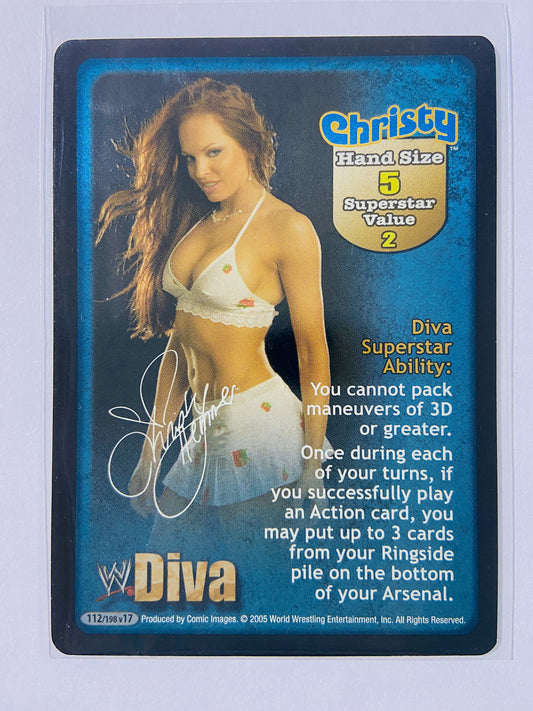 Christy™
Hand Size
5
Superstar
Value
2
Diva
Superstar
Ability:
You cannot pack
maneuvers of 3D
or greater.
Once during each
of your turns, if
you successfully play
an Action card, you
may put up to 3 cards
from your Ringside
pile on the bottom
of your Arsenal.
Christy Hemme
W Diva
112/198 v17 Produced by Comic Images. © 2005 World Wrestling Entertainment, Inc. All Rights Reserved.